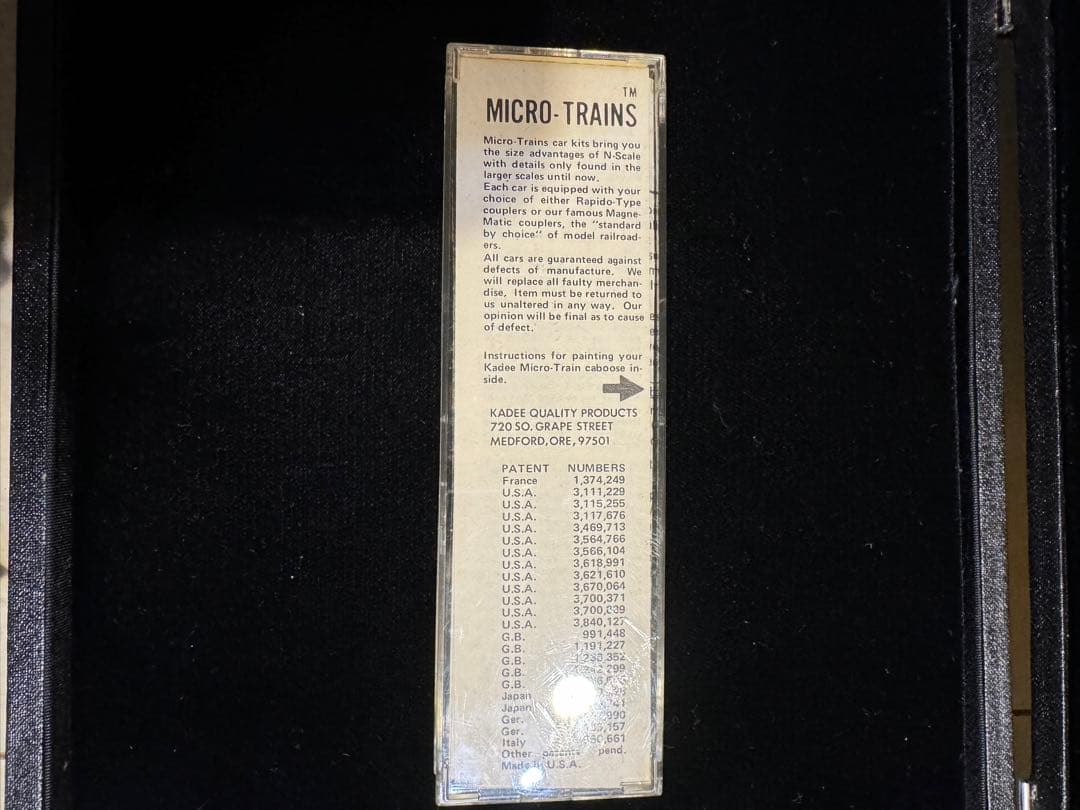 TM
MICRO-TRAINS
Micro-Trains car kits bring you
the size advantages of N-Scale
with details only found in the
larger scales until now.
Each car is equipped with your
choice of either Rapido-Type
couplers or our famous Magne-
Matic couplers, the "standard
by choice" of model railroad-
ers.
All cars are guaranteed against
defects of manufacture. We
will replace all faulty merchan-
dise, Item must be returned to
us unaltered in any way. Our
opinion will be final as to cause
of defect.
Instructions for painting your
Kadee Micro-Train caboose in-
side.
KADEE QUALITY PRODUCTS
720 SO. GRAPE STREET
MEDFORD, ORE, 97501
PATENT NUMBERS
France 1,374,249
U.S.A. 3,111,229
U.S.A. 3,115,255
U.S.A. 3,117,676
U.S.A. 3,469,713
U.S.A. 3,564,766
U.S.A. 3,566,104
U.S.A. 3,618,991
U.S.A. 3,621,610
U.S.A. 3,670,064
U.S.A. 3,700,371
U.S.A.
U.S.A. 3,840,127
G.B. 991,448
G.B. 1,191,227
G.B.
G.B.
G.B.
Japan
Japan
Ger.
Ger.
Italy
Other pend.
Made in U.S.A.